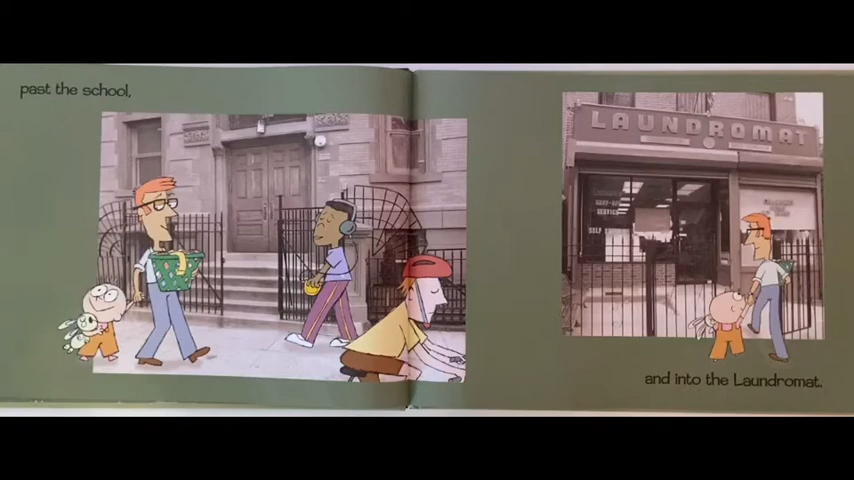 past the school,
LAUNDROMAT
and into the Laundromat.